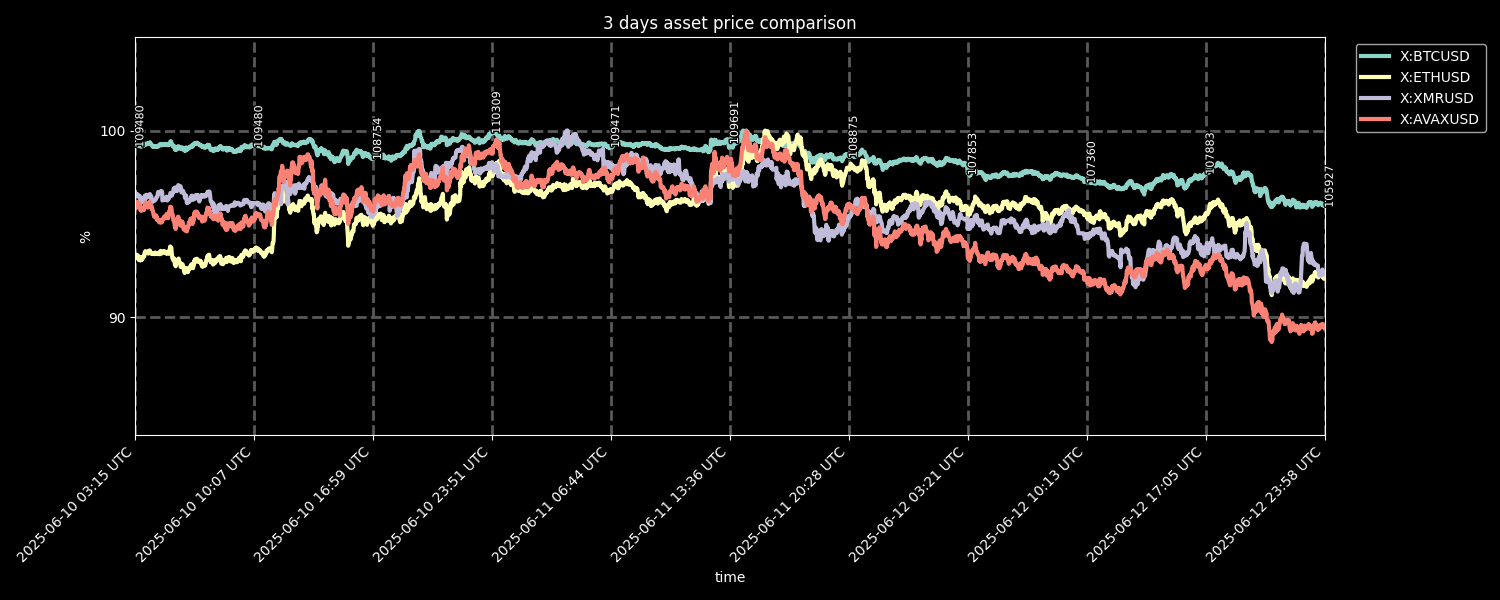 3 days asset price comparison
X:BTCUSD
X:ETHUSD
X:XMRUSD
X:AVAXUSD
100
90
%
109480
109480
108754
110309
109471
109691
108875
107853
107360
107883
105927
2025-06-10 03:15 UTC
2025-06-10 10:07 UTC
2025-06-10 16:59 UTC
2025-06-10 23:51 UTC
2025-06-11 06:44 UTC
2025-06-11 13:36 UTC
2025-06-11 20:28 UTC
2025-06-12 03:21 UTC
2025-06-12 10:13 UTC
2025-06-12 17:05 UTC
2025-06-12 23:58 UTC
time